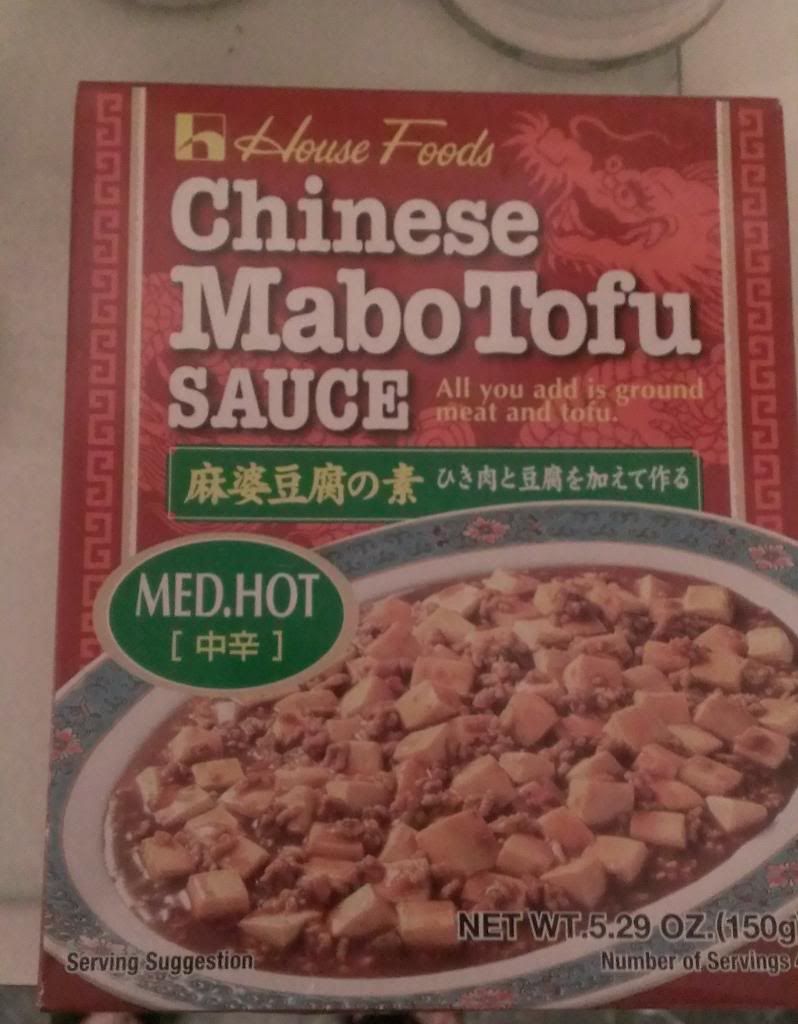 House Foods
Chinese
Mabo Tofu
SAUCE
All you add is ground
meat and tofu.
麻婆豆腐の素 ひき肉と豆腐を加えて作る
MED.HOT
[中辛]
NET WT.5.29 OZ.(150g
Serving Suggestion
Number of Servings